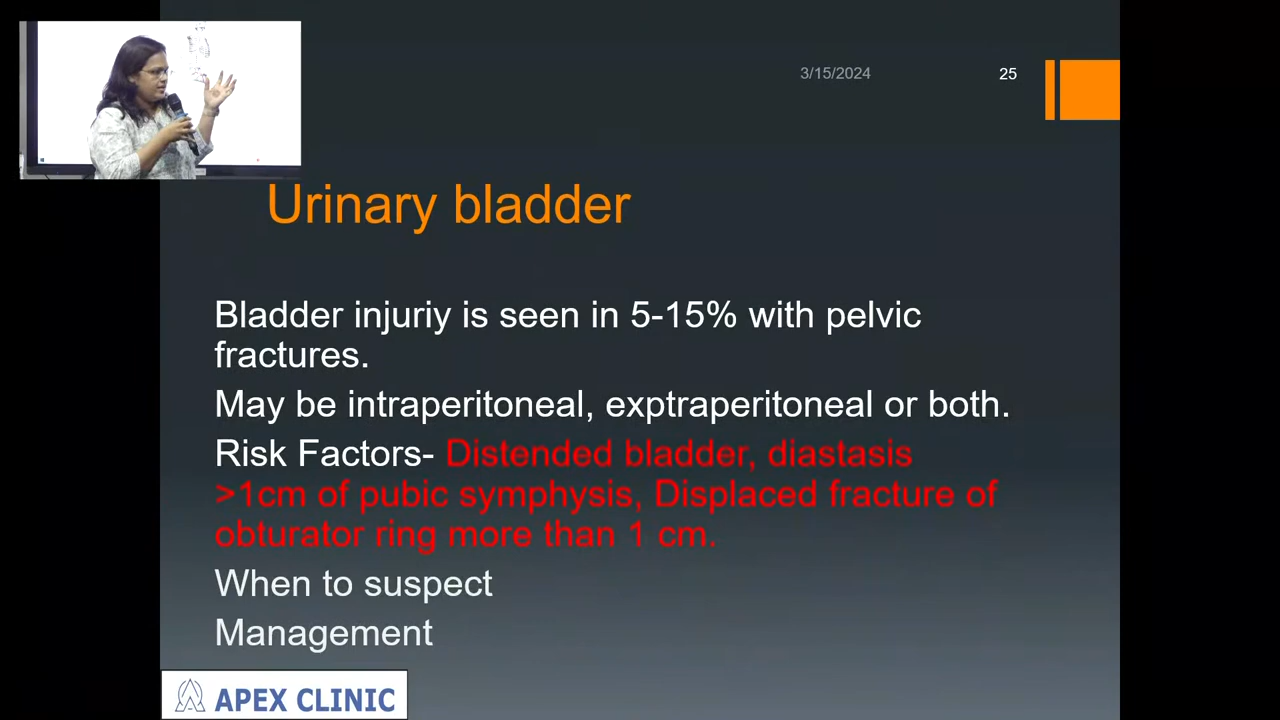 3/15/2024
25
Urinary bladder
Bladder injuriy is seen in 5-15% with pelvic
fractures.
May be intraperitoneal, exptraperitoneal or both.
Risk Factors- Distended bladder, diastasis
>1cm of pubic symphysis, Displaced fracture of
obturator ring more than 1 cm.
When to suspect
Management
APEX CLINIC